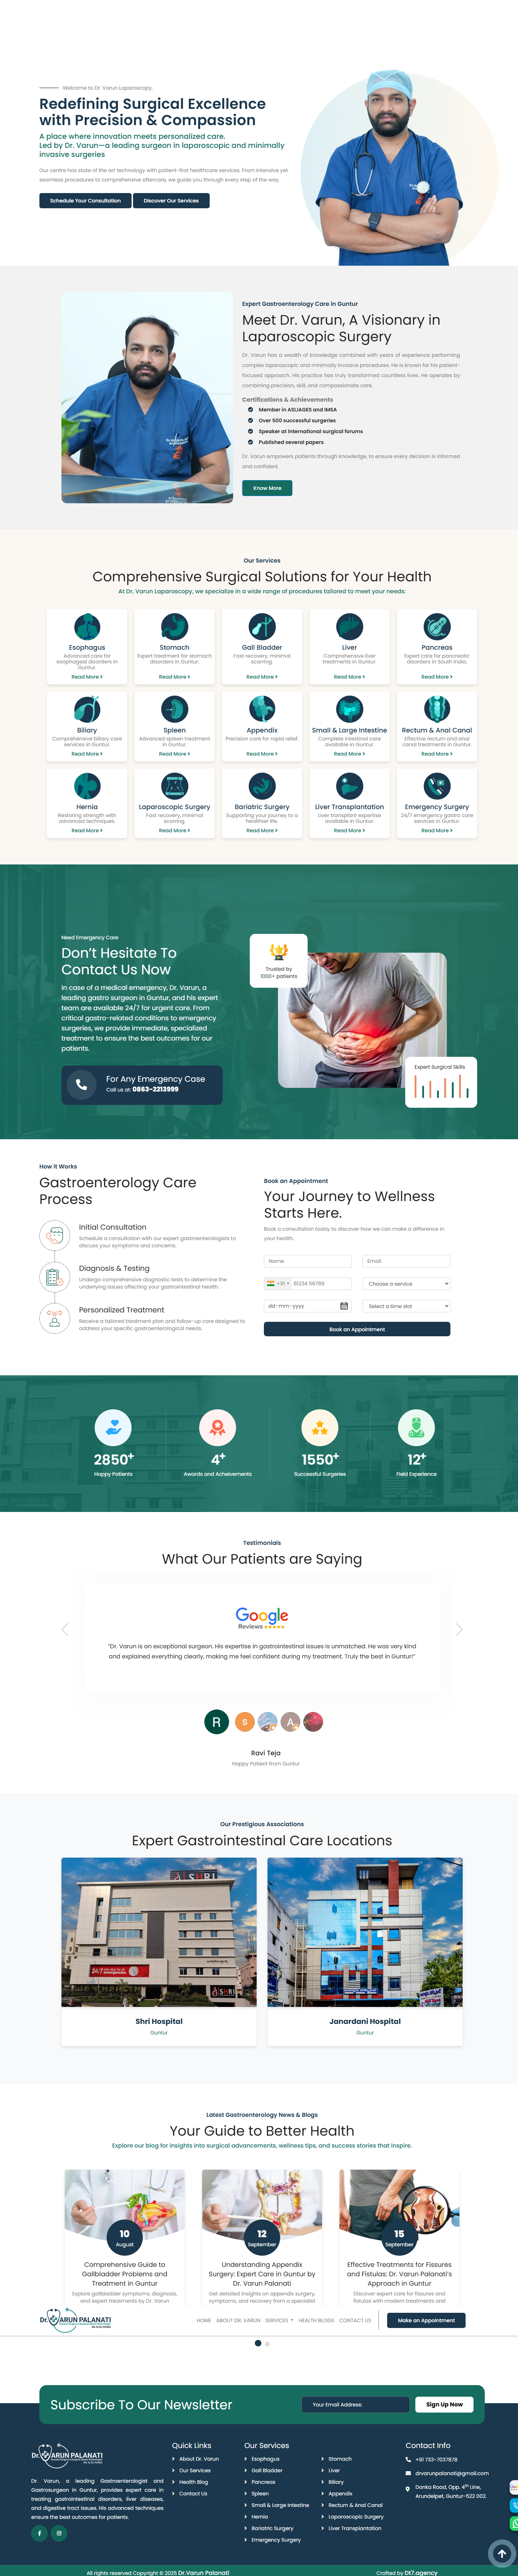 Welcome to Dr. Varun Laparoscopy.
Redefining Surgical Excellence
with Precision & Compassion
A place where innovation meets personalized care.
Led by Dr. Varun—a leading surgeon in laparoscopic and minimally
invasive surgeries
Our centre has state of the art technology with patient-first healthcare services. From intensive yet
seamless procedures to comprehensive aftercare, we guide you through every step of the way.
Schedule Your Consultation
Discover Our Services
Expert Gastroenterology Care in Guntur
Meet Dr. Varun, A Visionary in
Laparoscopic Surgery
Dr. Varun has a wealth of knowledge combined with years of experience performing
complex laparoscopic and minimally invasive procedures. He is known for his patient-
focused approach. His practice has truly transformed countless lives. He operates by
combining precision, skill, and compassionate care.
Certifications & Achievements
Member in ASI,IAGES and IMSA
Over 500 successful surgeries
Speaker at international surgical forums
Published several papers
Dr. Varun empowers patients through knowledge, to ensure every decision is informed
and confident.
Know More
Our Services
Comprehensive Surgical Solutions for Your Health
At Dr. Varun Laparoscopy, we specialize in a wide range of procedures tailored to meet your needs:
Esophagus
Advanced care for
esophageal disorders in
Guntur.
Read More
Stomach
Expert treatment for stomach
disorders in Guntur.
Read More
Gall Bladder
Fast recovery, minimal
scarring.
Read More
Liver
Comprehensive liver
treatments in Guntur.
Read More
Pancreas
Expert care for pancreatic
disorders in South India.
Read More
Biliary
Comprehensive biliary care
services in Guntur.
Read More
Spleen
Advanced spleen treatment
in Guntur.
Read More
Appendix
Precision care for rapid relief.
Read More
Small & Large Intestine
Complete intestinal care
available in Guntur.
Read More
Rectum & Anal Canal
Effective rectum and anal
canal treatments in Guntur.
Read More
Hernia
Restoring strength with
advanced techniques.
Read More
Laparoscopic Surgery
Fast recovery, minimal
scarring.
Read More
Bariatric Surgery
Supporting your journey to a
healthier life.
Read More
Liver Transplantation
Liver transplant expertise
available in Guntur.
Read More
Emergency Surgery
24/7 emergency gastro care
services in Guntur.
Read More
Need Emergency Care
Don't Hesitate To
Contact Us Now
In case of a medical emergency, Dr. Varun, a
leading gastro surgeon in Guntur, and his expert
team are available 24/7 for urgent care. From
critical gastro-related conditions to emergency
surgeries, we provide immediate, specialized
treatment to ensure the best outcomes for our
patients.
For Any Emergency Case
Call us at: 0863-2213999
Trusted by
1000+ patients
Expert Surgical Skills
How it Works
Gastroenterology Care
Process
Initial Consultation
Schedule a consultation with our expert gastroenterologists to
discuss your symptoms and concerns.
Diagnosis & Testing
Undergo comprehensive diagnostic tests to determine the
underlying issues affecting your gastrointestinal health.
Personalized Treatment
Receive a tailored treatment plan and follow-up care designed to
address your specific gastroenterological needs.
Book an Appointment
Your Journey to Wellness
Starts Here.
Book a consultation today to discover how we can make a difference in
your health
Name
Email
+91
81234 56789
Choose a service
dd-mm-yyyy
Select a time slot
Book an Appointment
2850+
Happy Patients
4+
Awards and Acheivements
1550+
Successful Surgeries
12+
Field Experience
Testimonials
What Our Patients are Saying
Google
Reviews
"Dr. Varun is an exceptional surgeon. His expertise in gastrointestinal issues is unmatched. He was very kind
and explained everything clearly, making me feel confident during my treatment. Truly the best in Guntur!"
R
S
A
Ravi Teja
Happy Patient from Guntur
Our Prestigious Associations
Expert Gastrointestinal Care Locations
Shri Hospital
Guntur
Janardani Hospital
Guntur
Latest Gastroenterology News & Blogs
Your Guide to Better Health
Explore our blog for insights into surgical advancements, wellness tips, and success stories that inspire.
10
August
Comprehensive Guide to
Gallbladder Problems and
Treatment in Guntur
Explore gallbladder symptoms, diagnosis,
and expert treatments by Dr. Varun
12
September
Understanding Appendix
Surgery: Expert Care in Guntur by
Dr. Varun Palanati
Get detailed insights on appendix surgery,
symptoms, and recovery from a specialist
15
September
Effective Treatments for Fissures
and Fistulas: Dr. Varun Palanati's
Approach in Guntur
Discover expert care for fissures and
fistulas with modern treatments and
Dr. VARUN PALANATI
HOME
ABOUT DR. VARUN
SERVICES
HEALTH BLOGS
CONTACT US
Make an Appointment
Subscribe To Our Newsletter
Your Email Address:
Sign Up Now
Dr. VARUN PALANATI
Dr. Varun, a leading Gastroenterologist and
Gastrosurgeon in Guntur, provides expert care in
treating gastrointestinal disorders, liver diseases,
and digestive tract issues. His advanced techniques
ensure the best outcomes for patients.
Quick Links
About Dr. Varun
Our Services
Health Blog
Contact Us
Our Services
Esophagus
Gall Bladder
Pancreas
Spleen
Small & Large Intestine
Hernia
Bariatric Surgery
Emergency Surgery
Stomach
Liver
Biliary
Appendix
Rectum & Anal Canal
Laparoscopic Surgery
Liver Transplantation
Contact Info
+91 733-7037878
drvarunpalanati@gmail.com
Donka Road, Opp. 4th Line,
Arundelpet, Guntur-522 002.
All rights reserved Copyright © 2025 Dr.Varun Palanati
Crafted by Dt7.agency